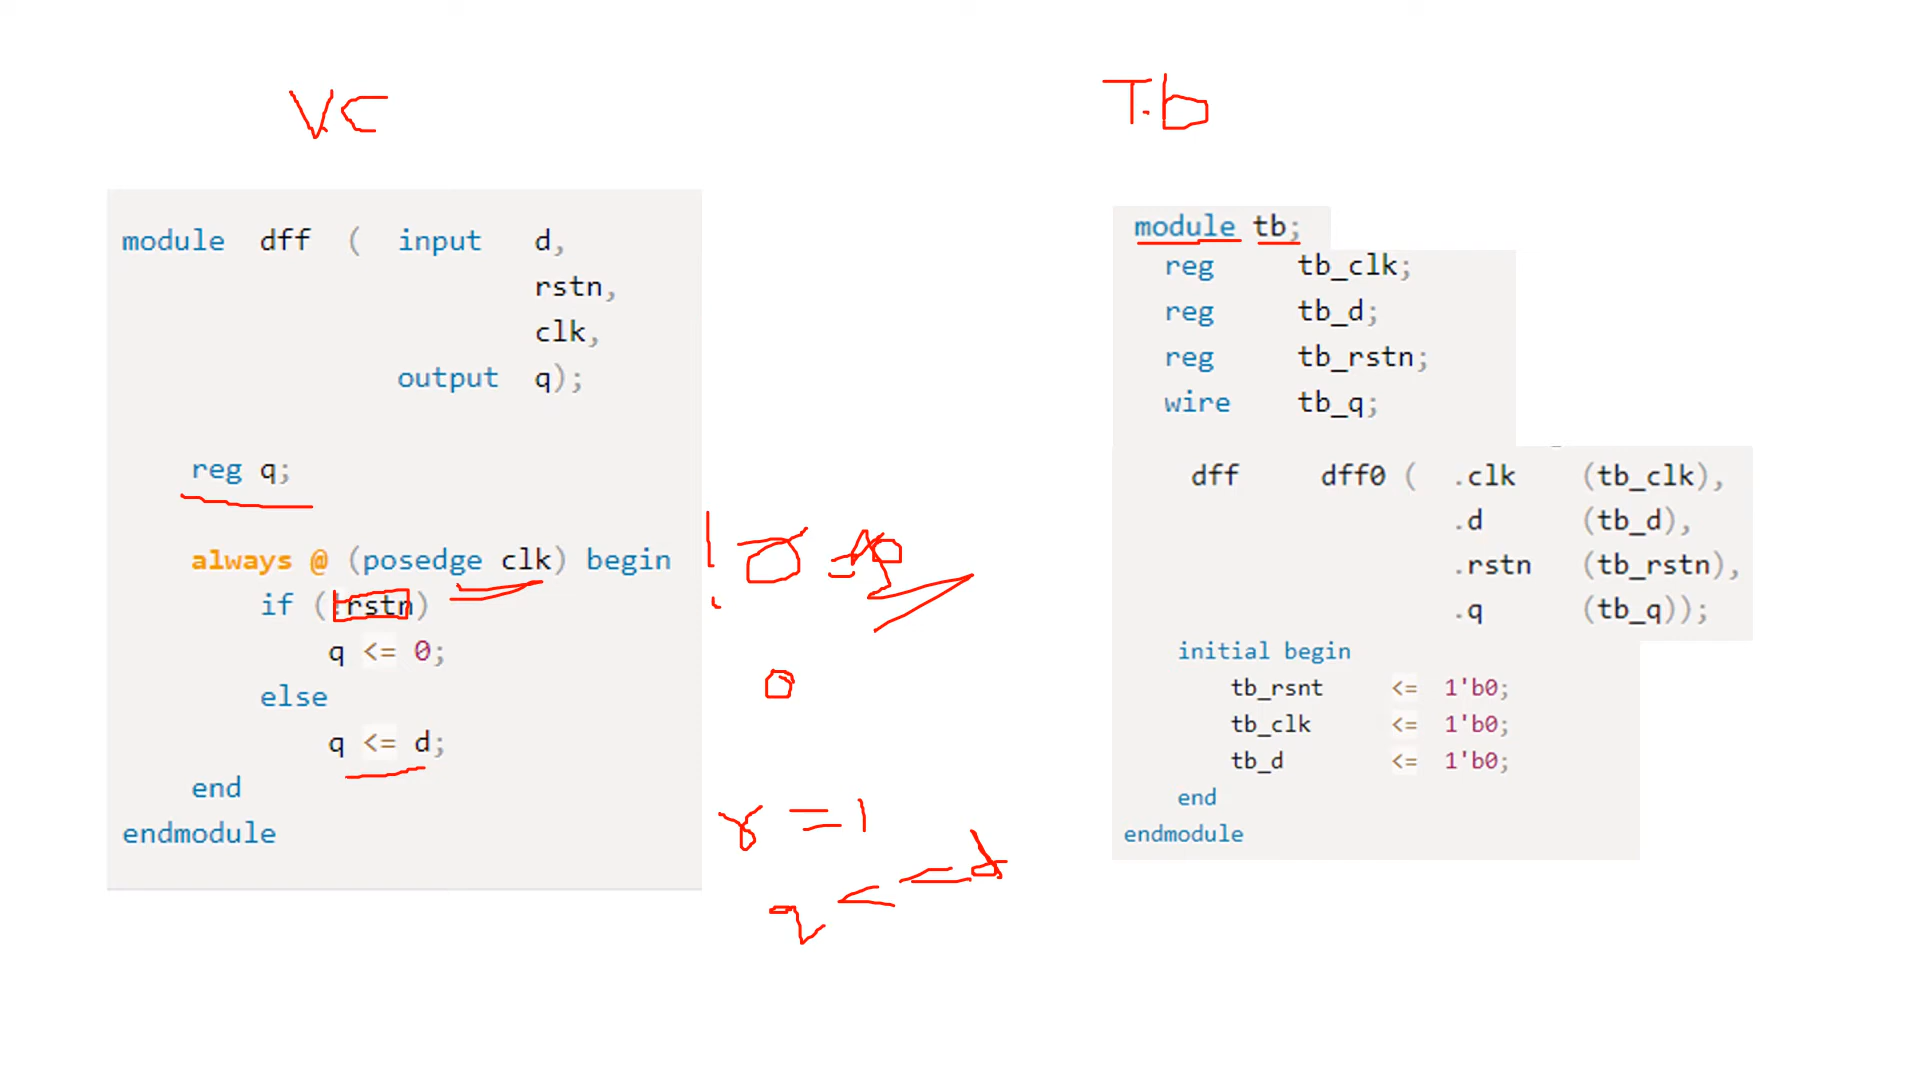 V.C
module dff ( input d,
rstn,
clk,
output q);
reg q;
always @ (posedge clk) begin
if (!rstn)
q <= 0;
else
q <= d;
end
endmodule
r = 1
q <= d
T.b
module tb;
reg tb_clk;
reg tb_d;
reg tb_rstn;
wire tb_q;
dff dff0 ( .clk (tb_clk),
.d (tb_d),
.rstn (tb_rstn),
.q (tb_q));
initial begin
tb_rsnt <= 1'b0;
tb_clk <= 1'b0;
tb_d <= 1'b0;
end
endmodule